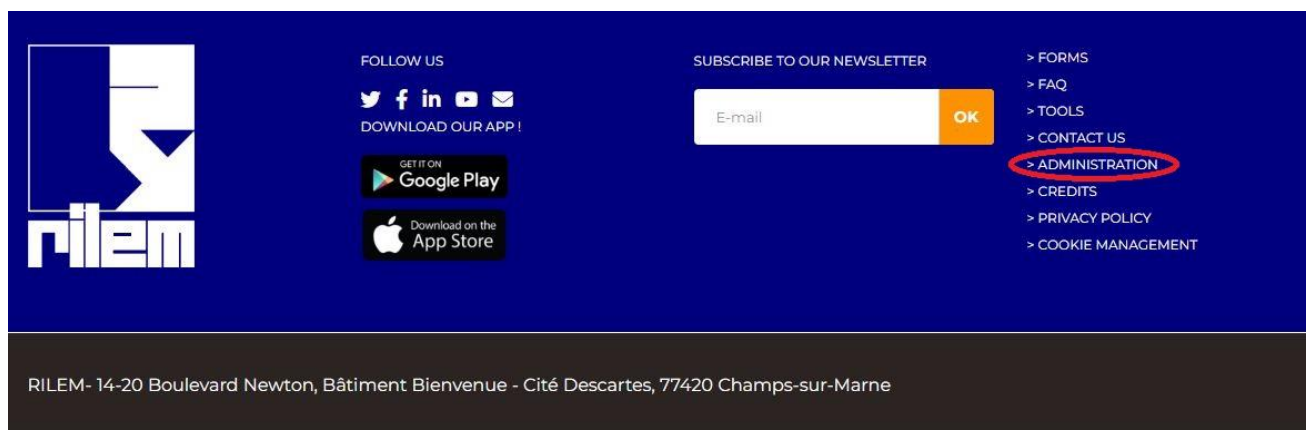 rilem
FOLLOW US
DOWNLOAD OUR APP !
GET IT ON
Google Play
Download on the
App Store
SUBSCRIBE TO OUR NEWSLETTER
E-mail
OK
> FORMS
> FAQ
> TOOLS
> CONTACT US
> ADMINISTRATION
> CREDITS
> PRIVACY POLICY
> COOKIE MANAGEMENT
RILEM- 14-20 Boulevard Newton, Bâtiment Bienvenue - Cité Descartes, 77420 Champs-sur-Marne